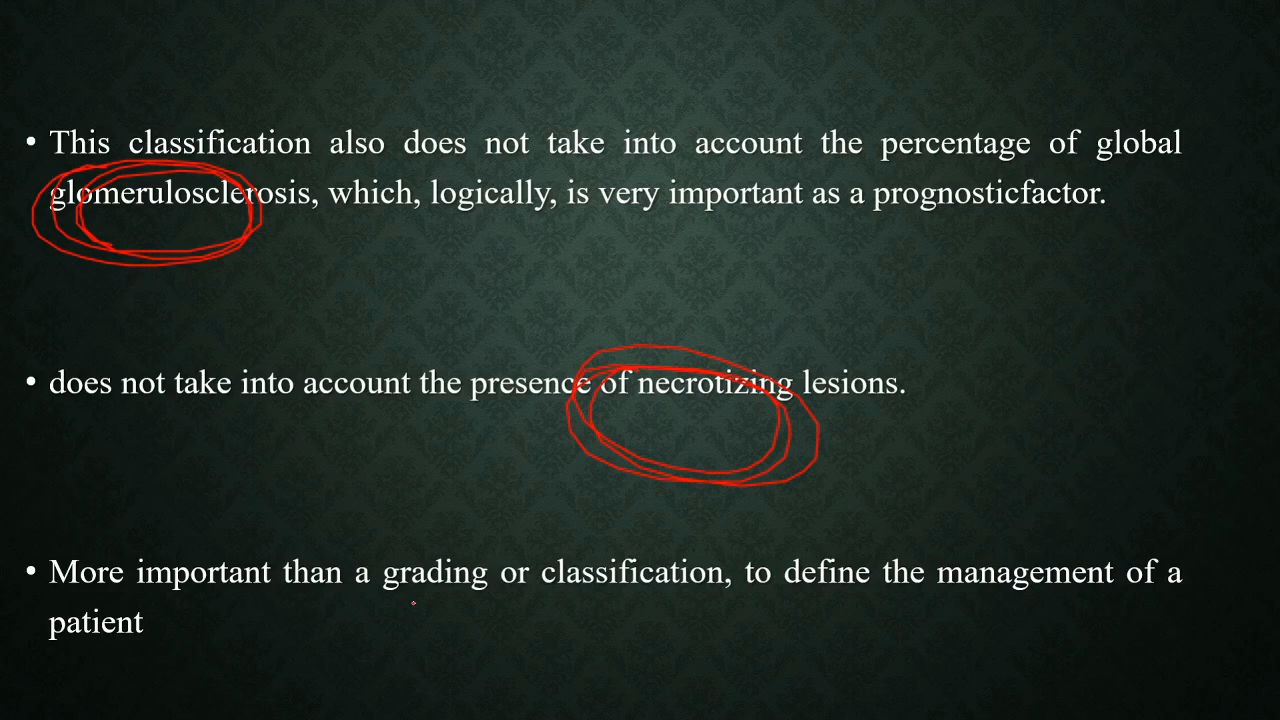 • This classification also does not take into account the percentage of global
glomerulosclerosis, which, logically, is very important as a prognosticfactor.
• does not take into account the presence of necrotizing lesions.
• More important than a grading or classification, to define the management of a
patient